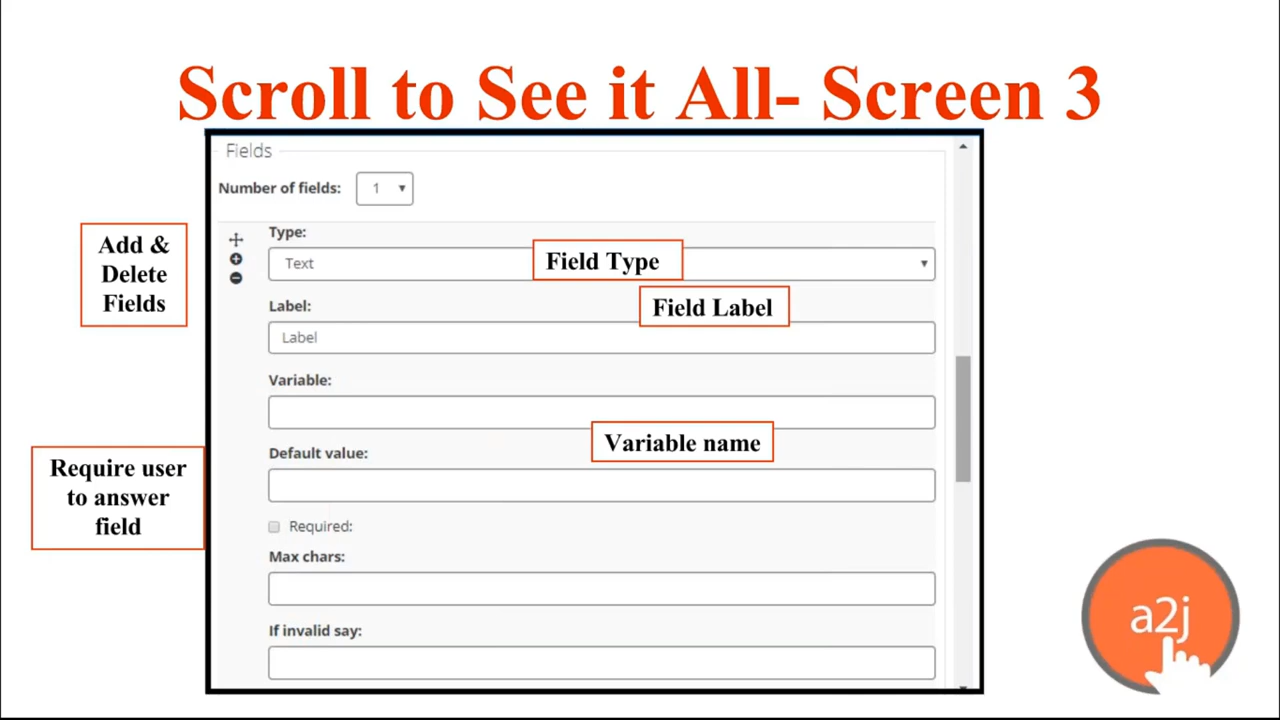 Scroll to See it All- Screen 3
Fields
Number of fields: 1
Add &
Delete
Fields
Type:
Text
Field Type
Label:
Field Label
Label
Variable:
Variable name
Default value:
Require user
to answer
field
Required:
Max chars:
If invalid say:
a2j